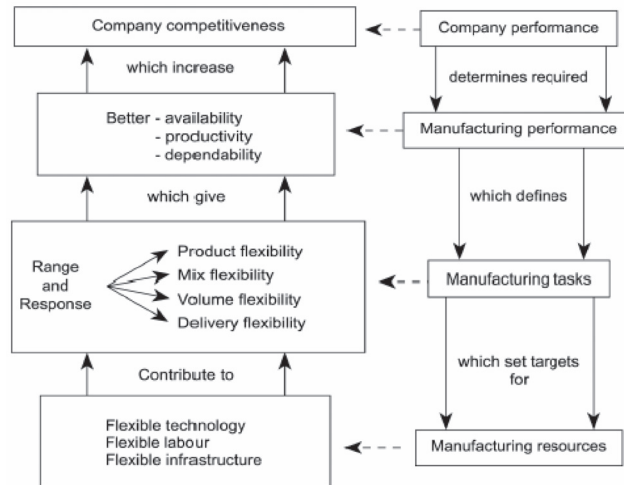 Company competitiveness
Company performance
which increase
determines required
Better - availability
- productivity
- dependability
Manufacturing performance
which give
which defines
Range
and
Response
Product flexibility
Mix flexibility
Volume flexibility
Delivery flexibility
Manufacturing tasks
Contribute to
which set targets
for
Flexible technology
Flexible labour
Flexible infrastructure
Manufacturing resources